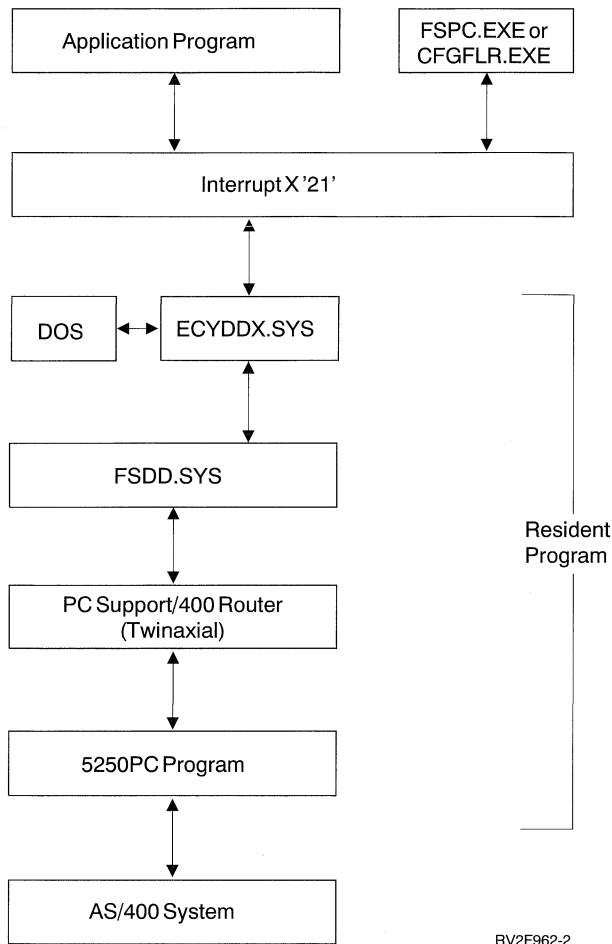 Application Program
FSPC.EXE or
CFGFLR.EXE
Interrupt X '21'
DOS
ECYDDX.SYS
FSDD.SYS
Resident
Program
PC Support/400 Router
(Twinaxial)
5250PC Program
AS/400 System
RV2F962-2